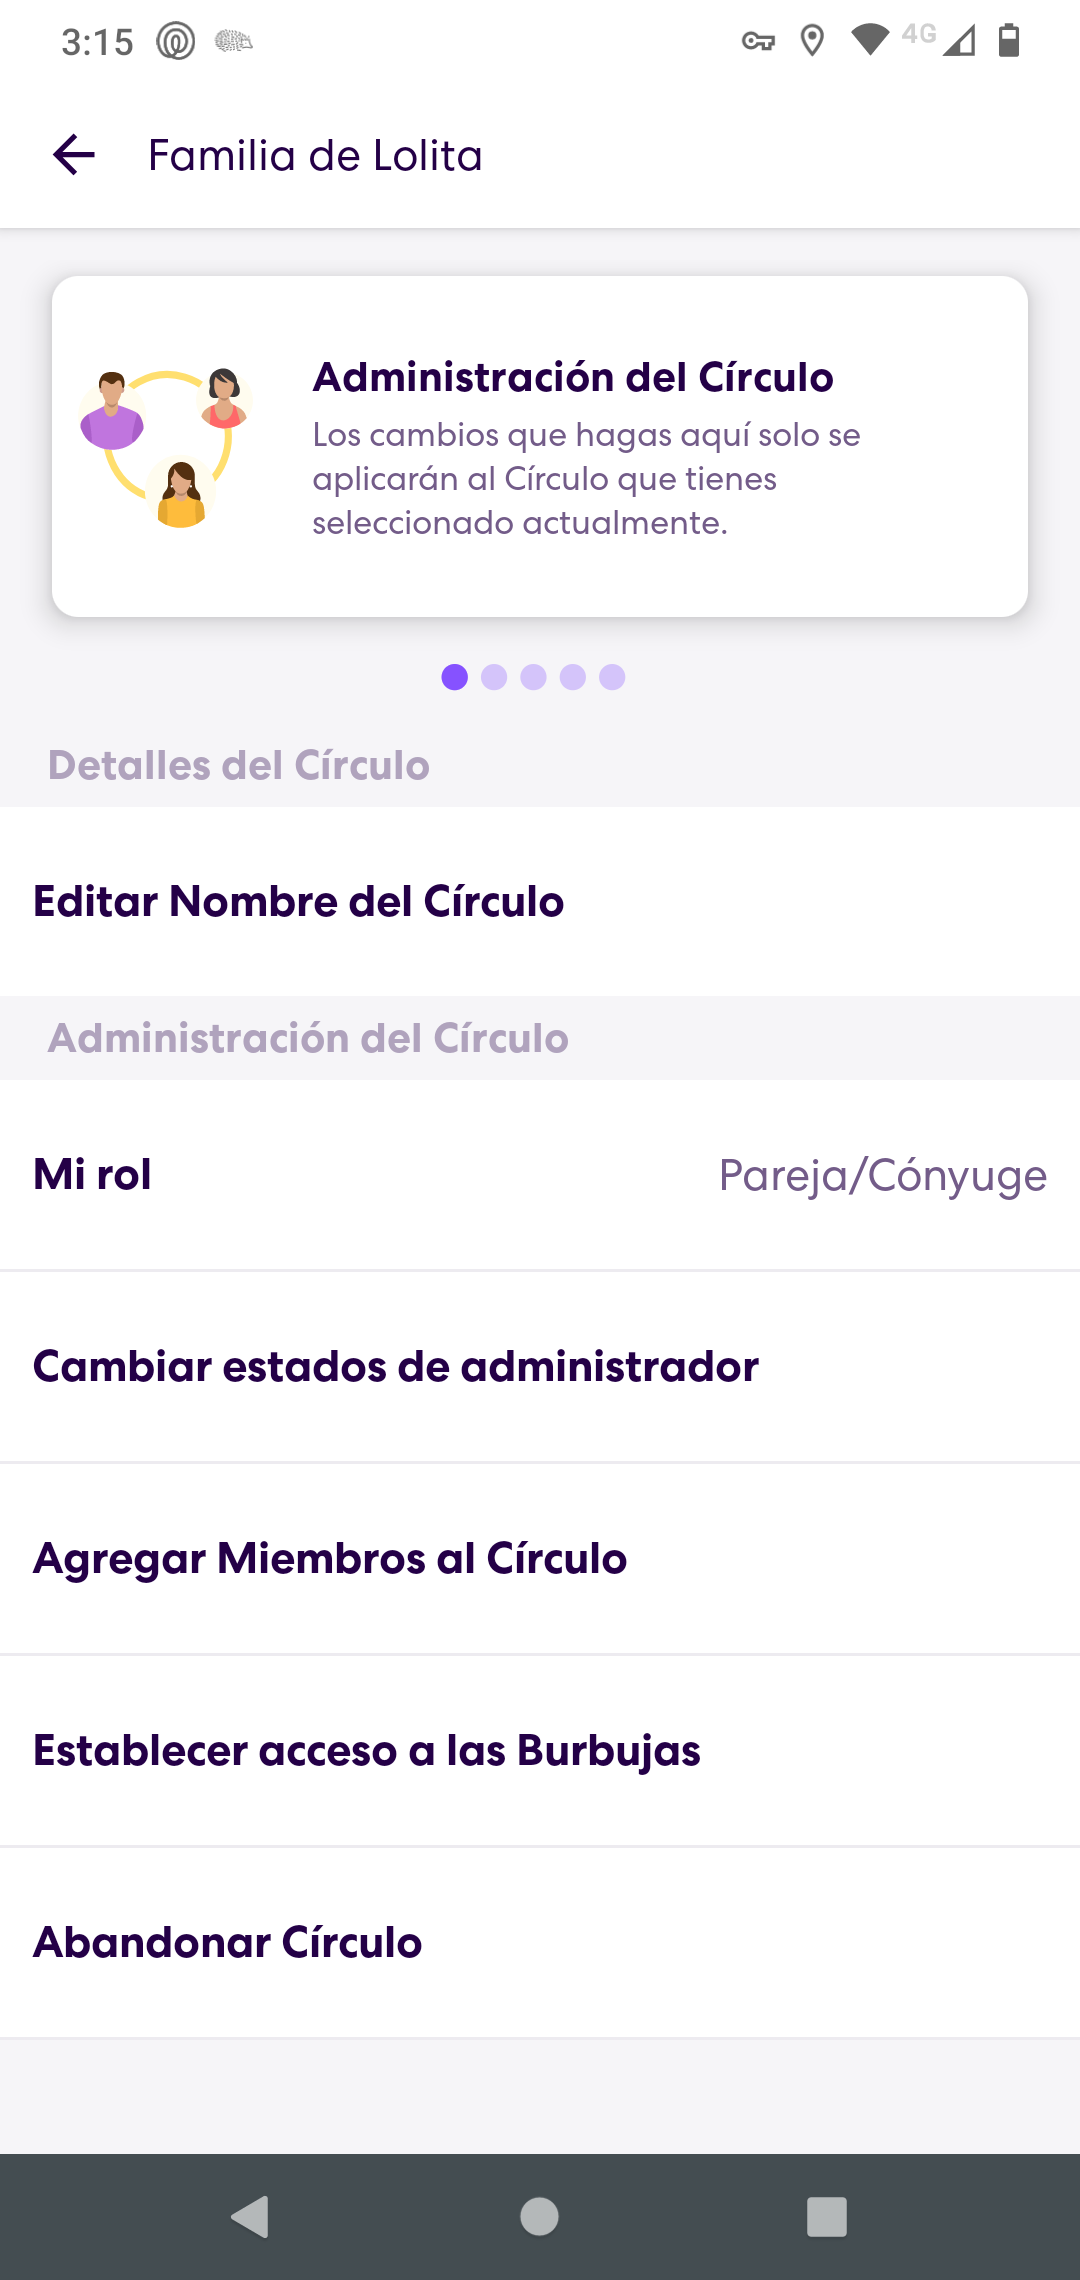 3:15
4G
Familia de Lolita
Administración del Círculo
Los cambios que hagas aquí solo se
aplicarán al Círculo que tienes
seleccionado actualmente.
Detalles del Círculo
Editar Nombre del Círculo
Administración del Círculo
Mi rol
Pareja/Cónyuge
Cambiar estados de administrador
Agregar Miembros al Círculo
Establecer acceso a las Burbujas
Abandonar Círculo